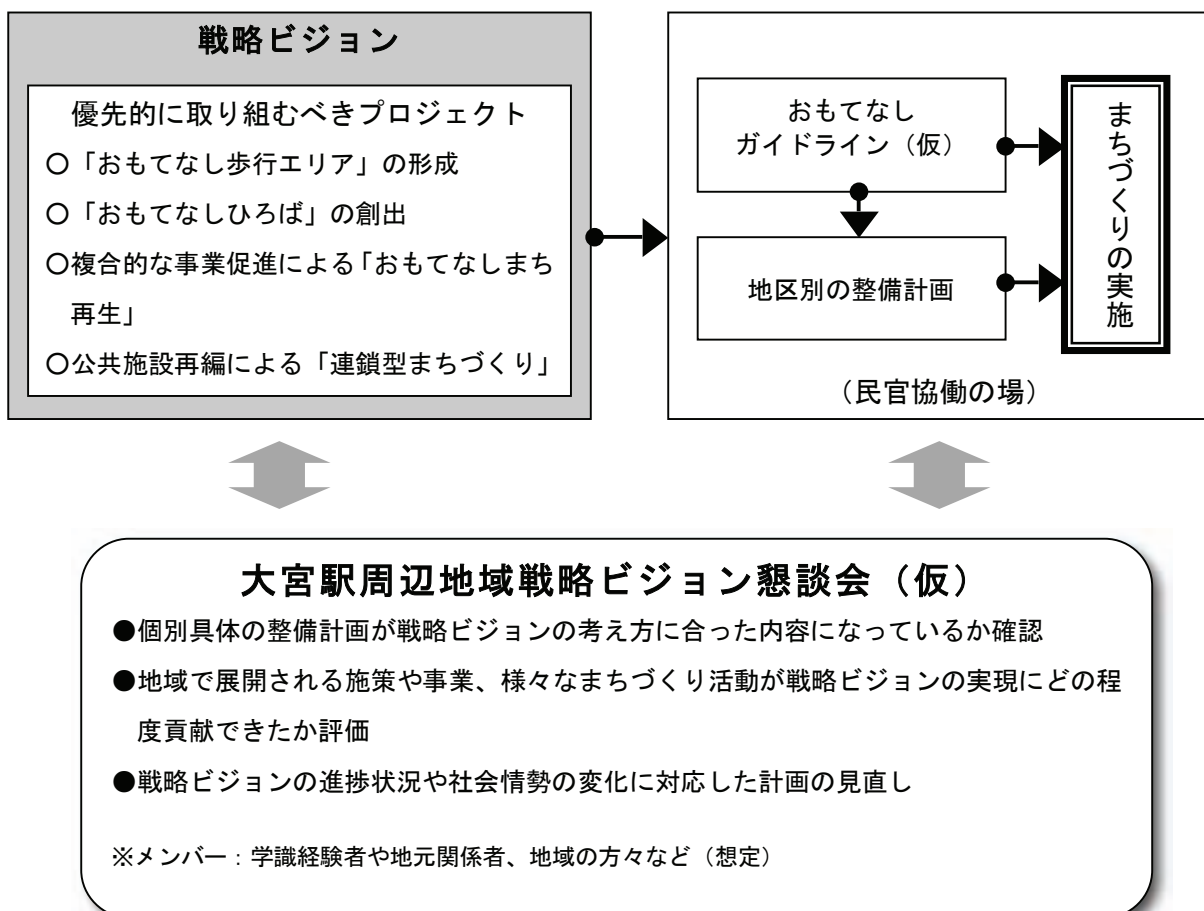 戦略ビジョン
優先的に取り組むべきプロジェクト
○「おもてなし歩行エリア」の形成
○「おもてなしひろば」の創出
○複合的な事業促進による「おもてなしまち
再生」
○公共施設再編による「連鎖型まちづくり」
おもてなし
ガイドライン（仮）
地区別の整備計画
まちづくりの実施
（民官協働の場）
大宮駅周辺地域戦略ビジョン懇談会（仮）
●個別具体の整備計画が戦略ビジョンの考え方に合った内容になっているか確認
●地域で展開される施策や事業、様々なまちづくり活動が戦略ビジョンの実現にどの程
度貢献できたか評価
●戦略ビジョンの進捗状況や社会情勢の変化に対応した計画の見直し
※メンバー：学識経験者や地元関係者、地域の方々など（想定）